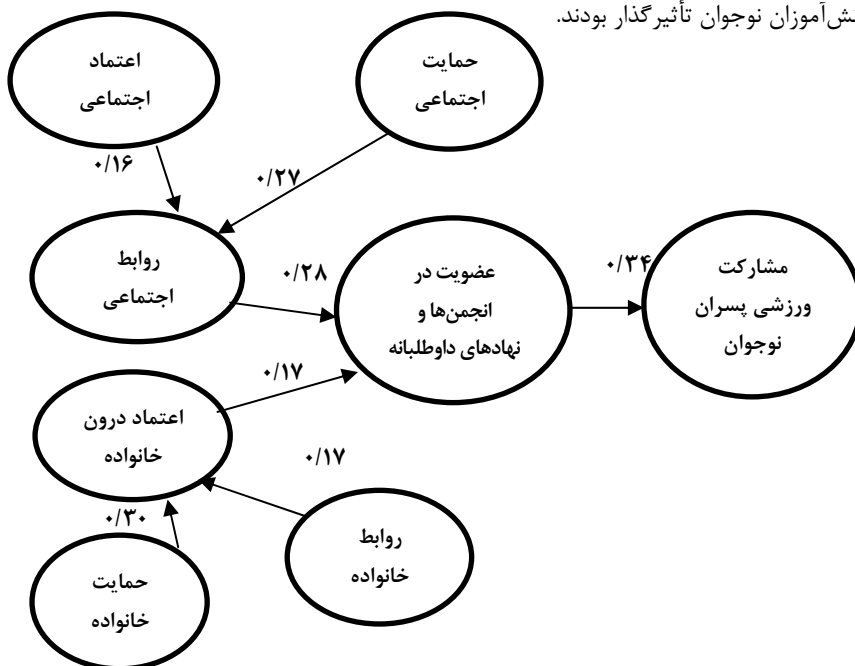 ش‌آموزان نوجوان تأثیرگذار بودند.
اعتماد
اجتماعی
حمایت
اجتماعی
۰/۱۶
۰/۲۷
روابط
اجتماعی
۰/۲۸
عضویت در
انجمن‌ها و
نهادهای داوطلبانه
۰/۳۴
مشارکت
ورزشی پسران
نوجوان
۰/۱۷
اعتماد درون
خانواده
۰/۱۷
۰/۳۰
روابط
خانواده
حمایت
خانواده